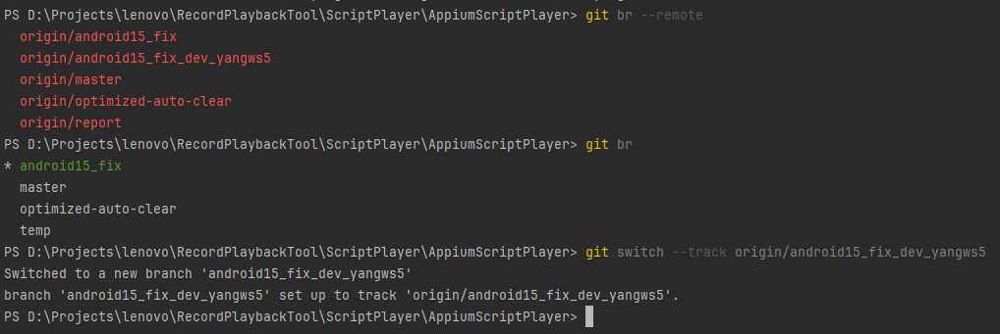 PS D:\Projects\lenovo\RecordPlaybackTool\ScriptPlayer\AppiumScriptPlayer> git br --remote
origin/android15_fix
origin/android15_fix_dev_yangws5
origin/master
origin/optimized-auto-clear
origin/report
PS D:\Projects\lenovo\RecordPlaybackTool\ScriptPlayer\AppiumScriptPlayer> git br
* android15_fix
master
optimized-auto-clear
temp
PS D:\Projects\lenovo\RecordPlaybackTool\ScriptPlayer\AppiumScriptPlayer> git switch --track origin/android15_fix_dev_yangws5
Switched to a new branch 'android15_fix_dev_yangws5'
branch 'android15_fix_dev_yangws5' set up to track 'origin/android15_fix_dev_yangws5'.
PS D:\Projects\lenovo\RecordPlaybackTool\ScriptPlayer\AppiumScriptPlayer>